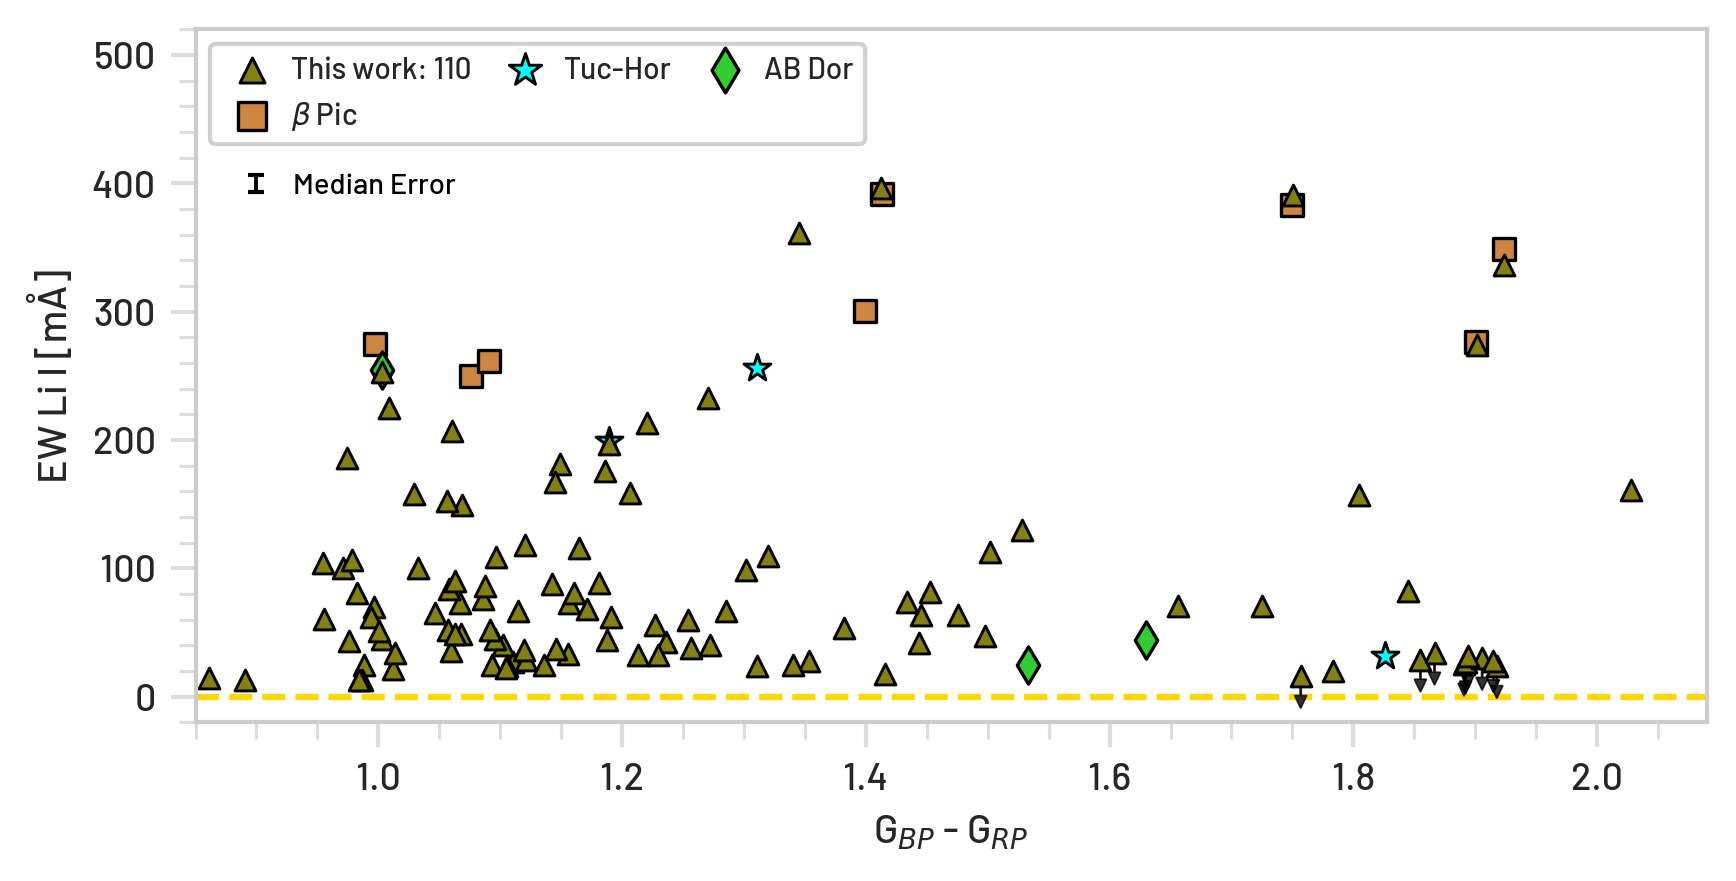 500
400
300
200
100
0
EW Li I [mÅ]
This work: 110
Tuc-Hor
AB Dor
β Pic
Median Error
1.0 1.2 1.4 1.6 1.8 2.0
G_BP - G_RP